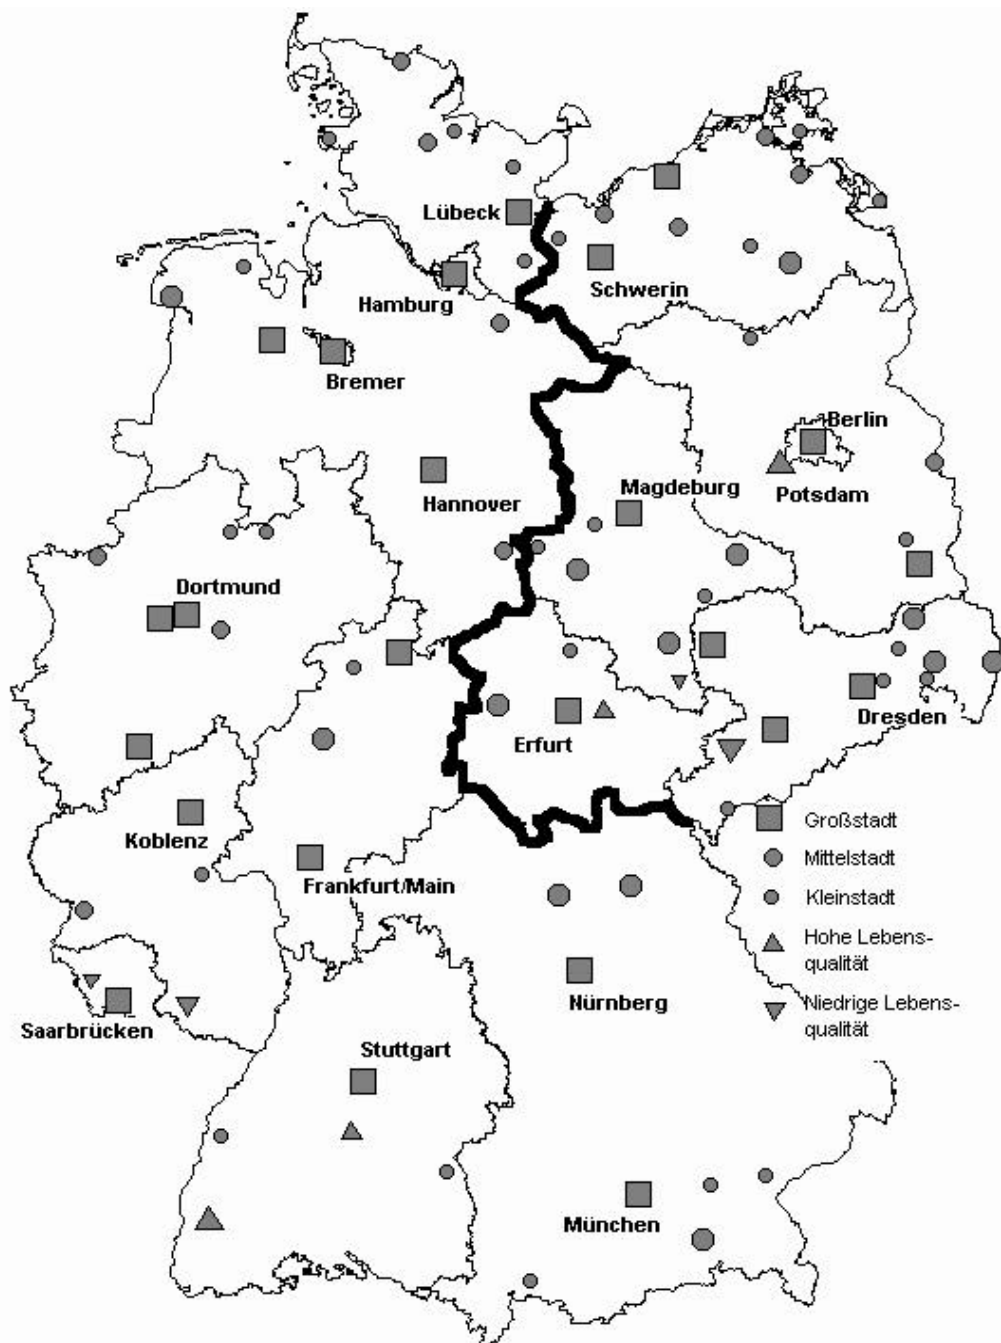 Lübeck
Schwerin
Hamburg
Bremer
Berlin
Potsdam
Hannover
Magdeburg
Dortmund
Dresden
Erfurt
Koblenz
Frankfurt/Main
Großstadt
Mittelstadt
Kleinstadt
Hohe Lebens-
qualität
Niedrige Lebens-
qualität
Nürnberg
Saarbrücken
Stuttgart
München